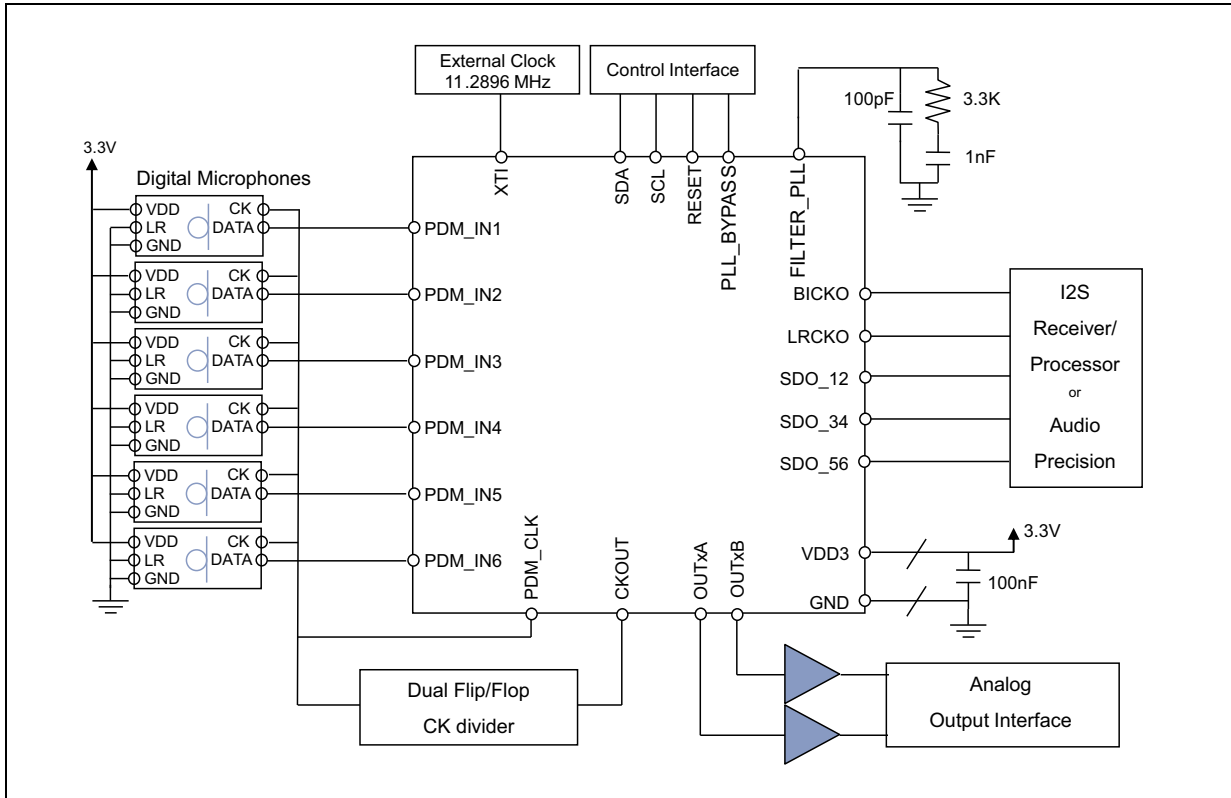 External Clock
11.2896 MHz
Control Interface
100pF
3.3K
1nF
3.3V
Digital Microphones
XTI
SDA
SCL
RESET
PLL_BYPASS
FILTER_PLL
VDD CK
LR DATA
GND
PDM_IN1
VDD CK
LR DATA
GND
PDM_IN2
VDD CK
LR DATA
GND
PDM_IN3
VDD CK
LR DATA
GND
PDM_IN4
VDD CK
LR DATA
GND
PDM_IN5
VDD CK
LR DATA
GND
PDM_IN6
BICKO
LRCKO
SDO_12
SDO_34
SDO_56
I2S
Receiver/
Processor
or
Audio
Precision
VDD3
GND
3.3V
100nF
PDM_CLK
CKOUT
OUTxA
OUTxB
Dual Flip/Flop
CK divider
Analog
Output Interface